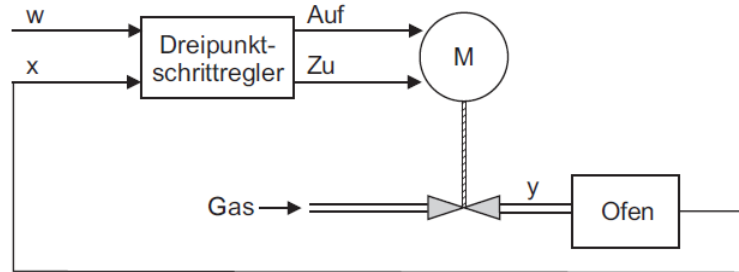 w
Auf
Dreipunkt-
schrittregler
M
x
Zu
y
Gas
Ofen